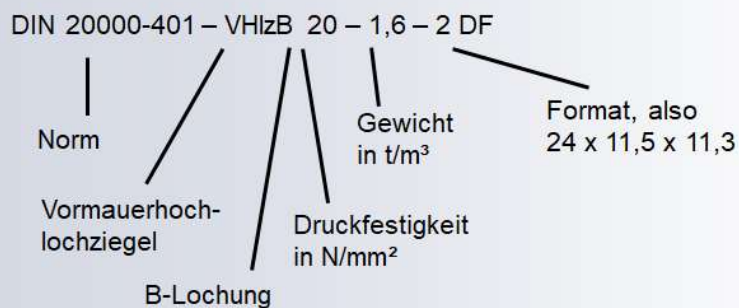 DIN 20000-401 – VHlzB 20 – 1,6 – 2 DF
Norm
Gewicht
in t/m³
Format, also
24 x 11,5 x 11,3
Vormauerhoch-
lochziegel
Druckfestigkeit
in N/mm²
B-Lochung